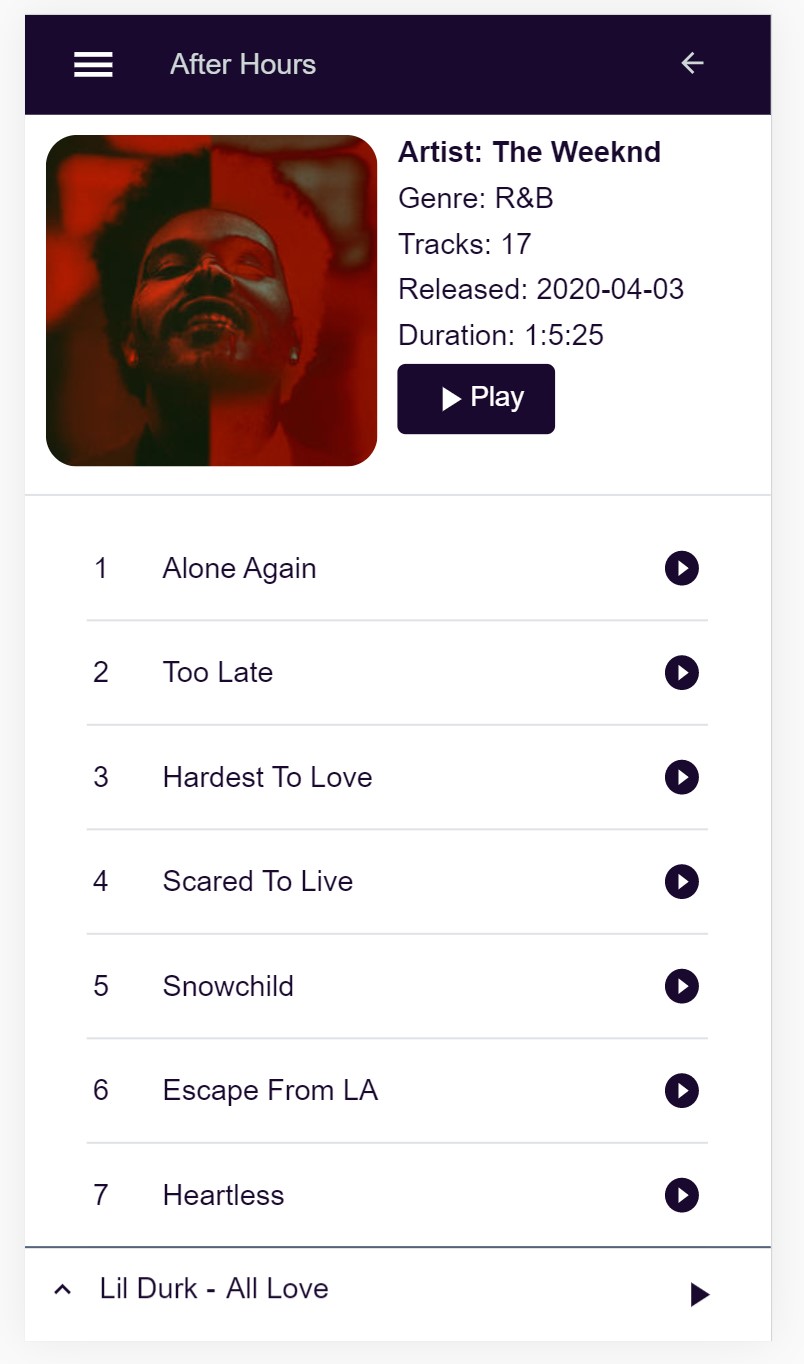 After Hours
Artist: The Weeknd
Genre: R&B
Tracks: 17
Released: 2020-04-03
Duration: 1:5:25
Play
1 Alone Again
2 Too Late
3 Hardest To Love
4 Scared To Live
5 Snowchild
6 Escape From LA
7 Heartless
Lil Durk - All Love